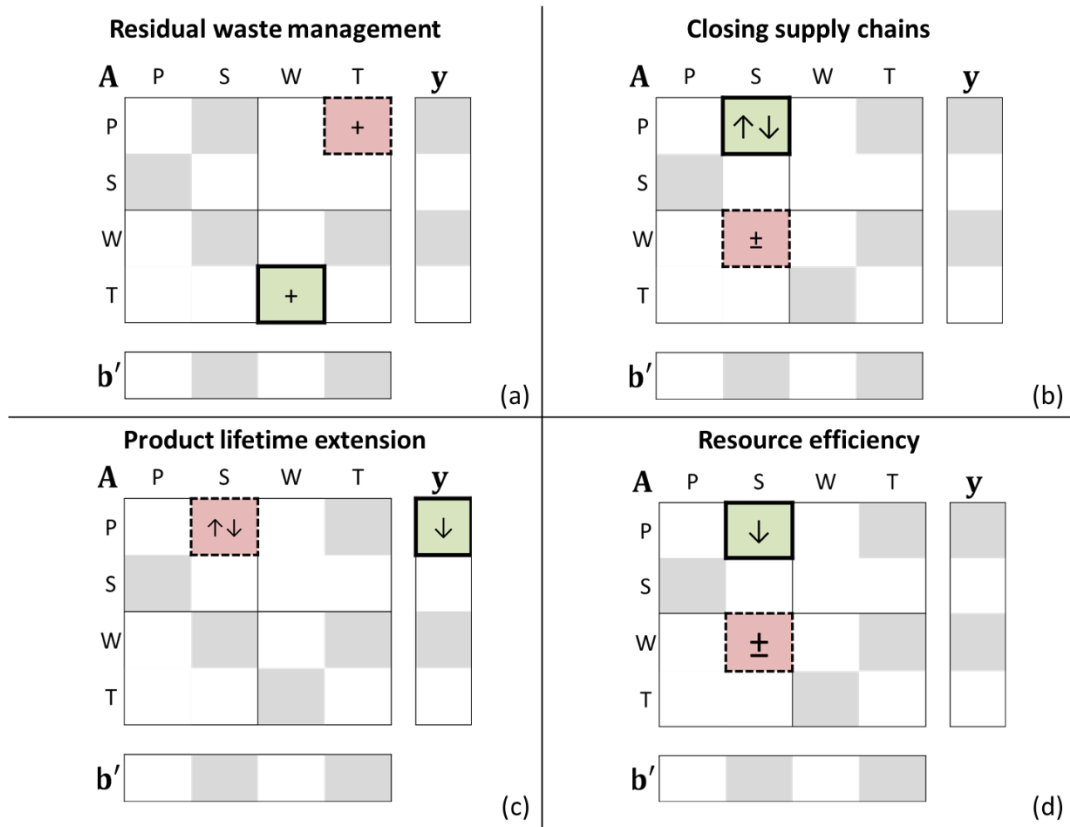 Residual waste management
A P S W T y
P +
S
W
T +
b′
(a)
Closing supply chains
A P S W T y
P ↑↓
S
W ±
T
b′
(b)
Product lifetime extension
A P S W T y
P ↑↓ ↓
S
W
T
b′
(c)
Resource efficiency
A P S W T y
P ↓
S
W ±
T
b′
(d)